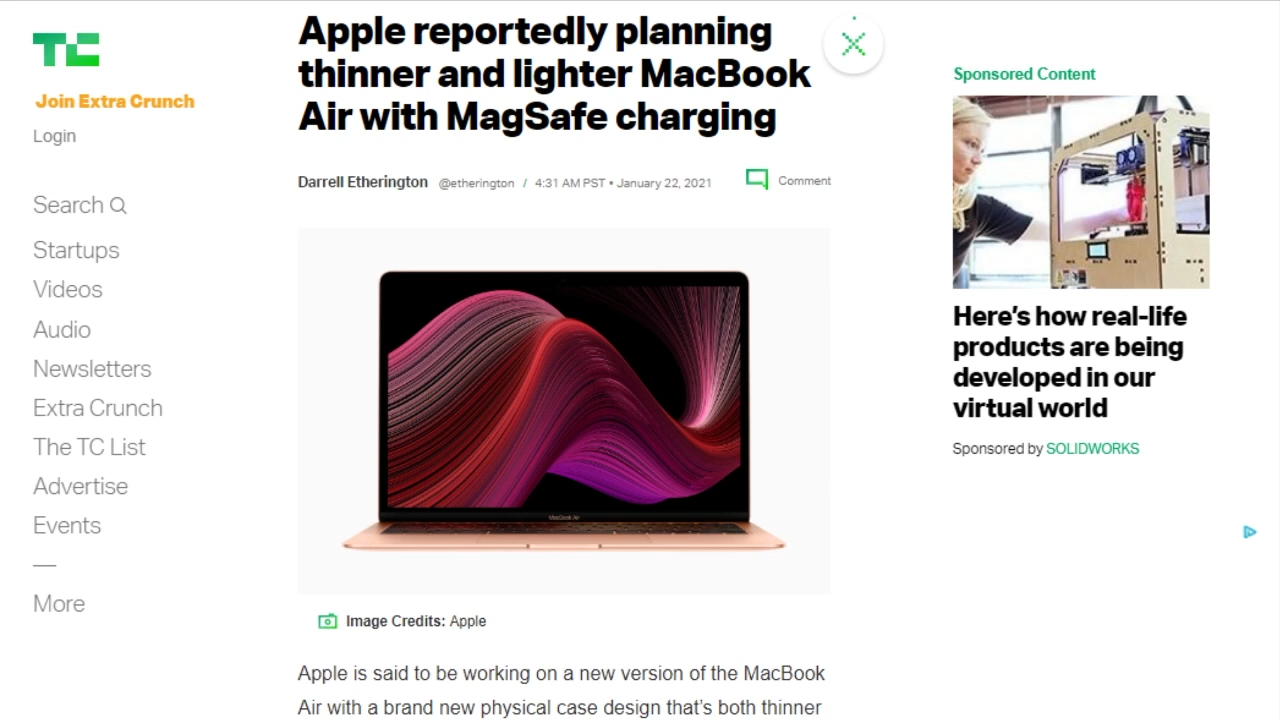 TC
Join Extra Crunch
Login
Search
Startups
Videos
Audio
Newsletters
Extra Crunch
The TC List
Advertise
Events
—
More
Apple reportedly planning
thinner and lighter MacBook
Air with MagSafe charging
Darrell Etherington @etherington / 4:31 AM PST • January 22, 2021
Comment
MacBook Air
Image Credits: Apple
Apple is said to be working on a new version of the MacBook
Air with a brand new physical case design that's both thinner
Sponsored Content
Here's how real-life
products are being
developed in our
virtual world
Sponsored by SOLIDWORKS